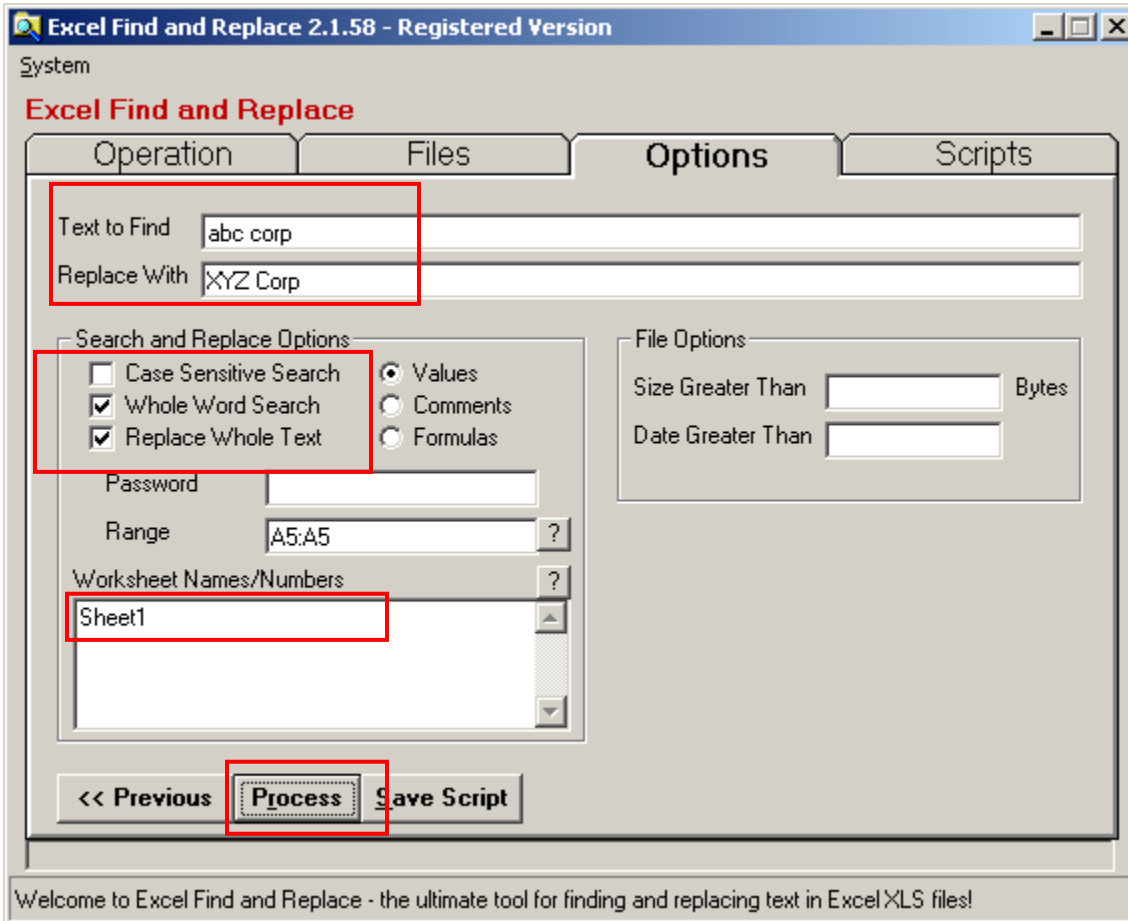 Excel Find and Replace 2.1.58 - Registered Version
System
Excel Find and Replace
Operation Files Options Scripts
Text to Find abc corp
Replace With XYZ Corp
Search and Replace Options
Case Sensitive Search Values
Whole Word Search Comments
Replace Whole Text Formulas
Password
Range A5:A5 ?
Worksheet Names/Numbers ?
Sheet1
File Options
Size Greater Than Bytes
Date Greater Than
<< Previous Process Save Script
Welcome to Excel Find and Replace - the ultimate tool for finding and replacing text in Excel XLS files!